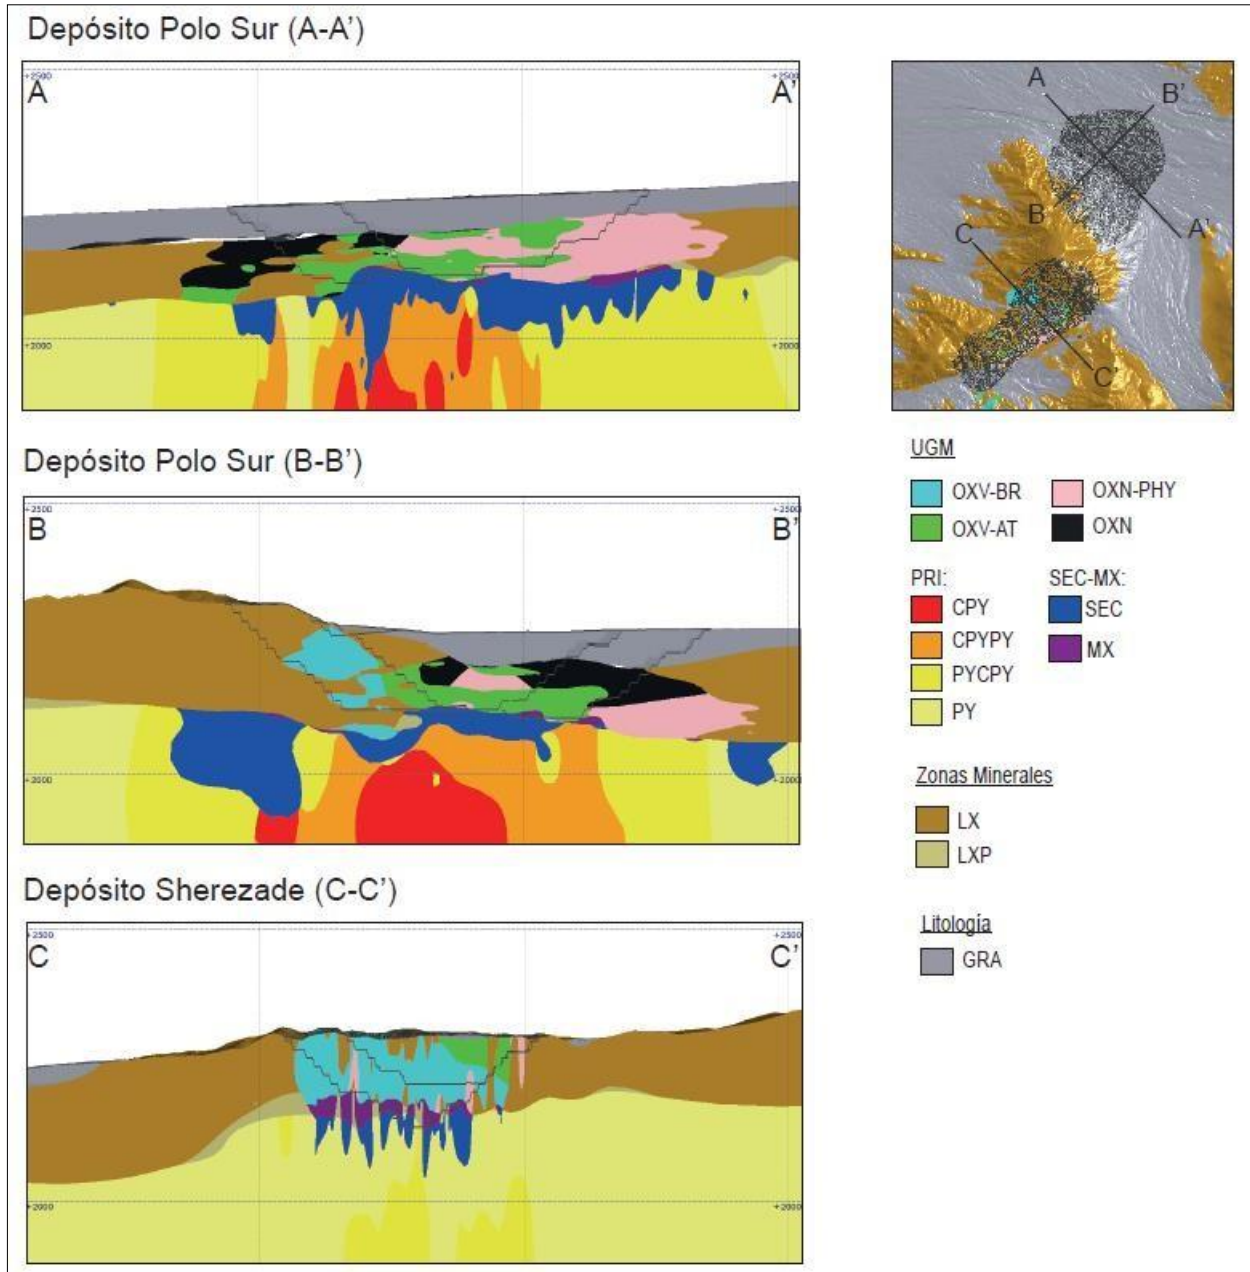 Depósito Polo Sur (A-A')
+2500
+2500
A
A'
+2000
+2000
A
B'
B
A'
C
C'
Depósito Polo Sur (B-B')
+2500
+2500
B
B'
+2000
+2000
UGM
OXV-BR
OXN-PHY
OXV-AT
OXN
PRI:
SEC-MX:
CPY
SEC
CPYPY
MX
PYCPY
PY
Zonas Minerales
LX
LXP
Litología
GRA
Depósito Sherezade (C-C')
+2500
+2500
C
C'
+2000
+2000